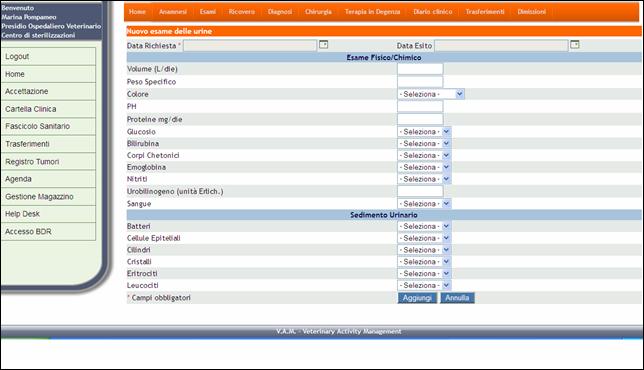 Benvenuto
Marina Pompameo
Presidio Ospedaliero Veterinario
Centro di sterilizzazioni
Logout
Home
Accettazione
Cartella Clinica
Fascicolo Sanitario
Trasferimenti
Registro Tumori
Agenda
Gestione Magazzino
Help Desk
Accesso BDR
Home Anamnesi Esami Ricovero Diagnosi Chirurgia Terapia in Degenza Diario clinico Trasferimenti Dimissioni
Nuovo esame delle urine
Data Richiesta * Data Esito
Esame Fisico/Chimico
Volume (L/die)
Peso Specifico
Colore - Seleziona -
PH
Proteine mg/die
Glucosio - Seleziona -
Bilirubina - Seleziona -
Corpi Chetonici - Seleziona -
Emoglobina - Seleziona -
Nitriti - Seleziona -
Urobilinogeno (unità Erlich.)
Sangue - Seleziona -
Sedimento Urinario
Batteri - Seleziona -
Cellule Epiteliali - Seleziona -
Cilindri - Seleziona -
Cristalli - Seleziona -
Eritrociti - Seleziona -
Leucociti - Seleziona -
* Campi obbligatori Aggiungi Annulla
V.A.M. - Veterinary Activity Management